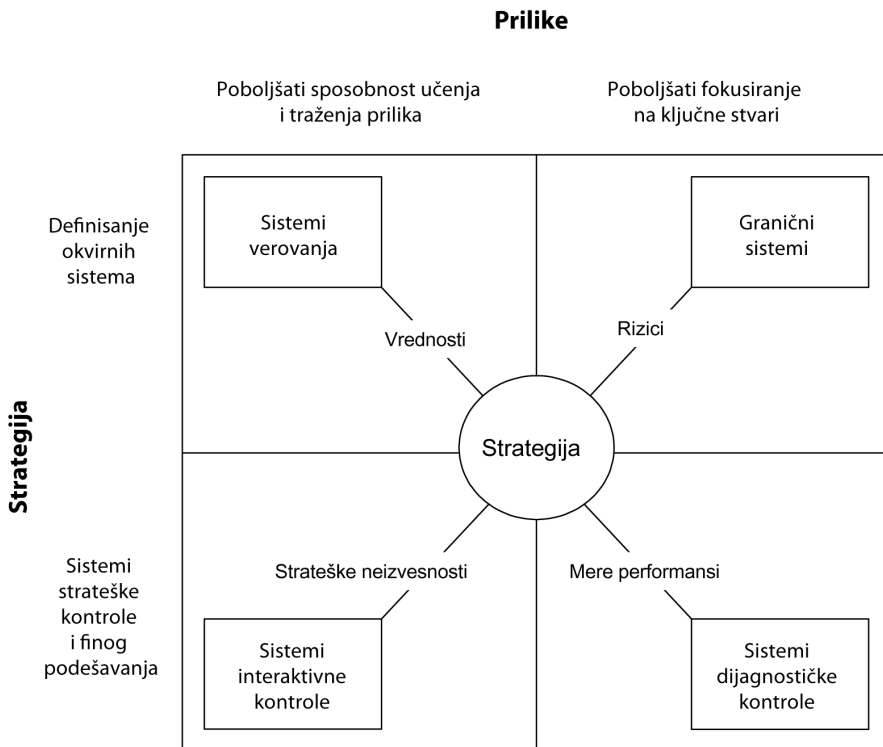 Prilike
Poboljšati sposobnost učenja
i traženja prilika
Poboljšati fokusiranje
na ključne stvari
Strategija
Definisanje
okvirnih
sistema
Sistemi
verovanja
Granični
sistemi
Vrednosti
Rizici
Strategija
Strateške neizvesnosti
Mere performansi
Sistemi
strateške
kontrole
i finog
podešavanja
Sistemi
interaktivne
kontrole
Sistemi
dijagnostičke
kontrole